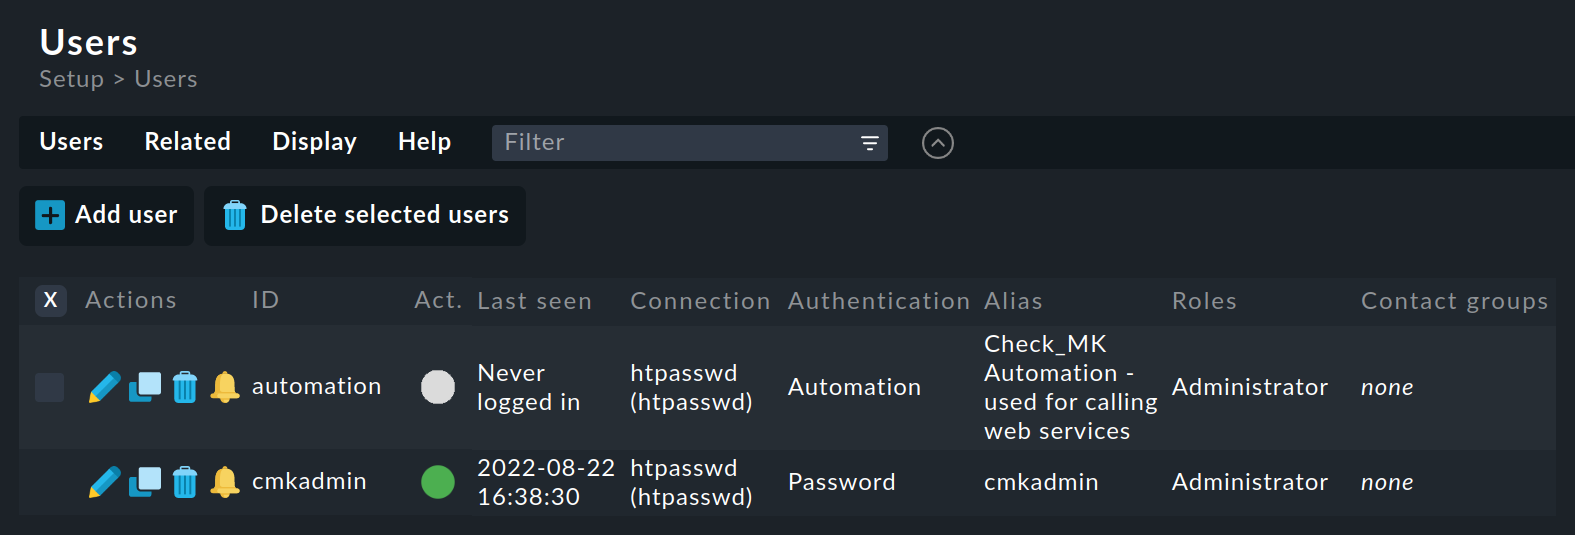 Users
Setup > Users
Users Related Display Help Filter
Add user Delete selected users
X Actions ID Act. Last seen Connection Authentication Alias Roles Contact groups
automation Never logged in htpasswd (htpasswd) Automation Check_MK Automation - used for calling web services Administrator none
cmkadmin 2022-08-22 16:38:30 htpasswd (htpasswd) Password cmkadmin Administrator none